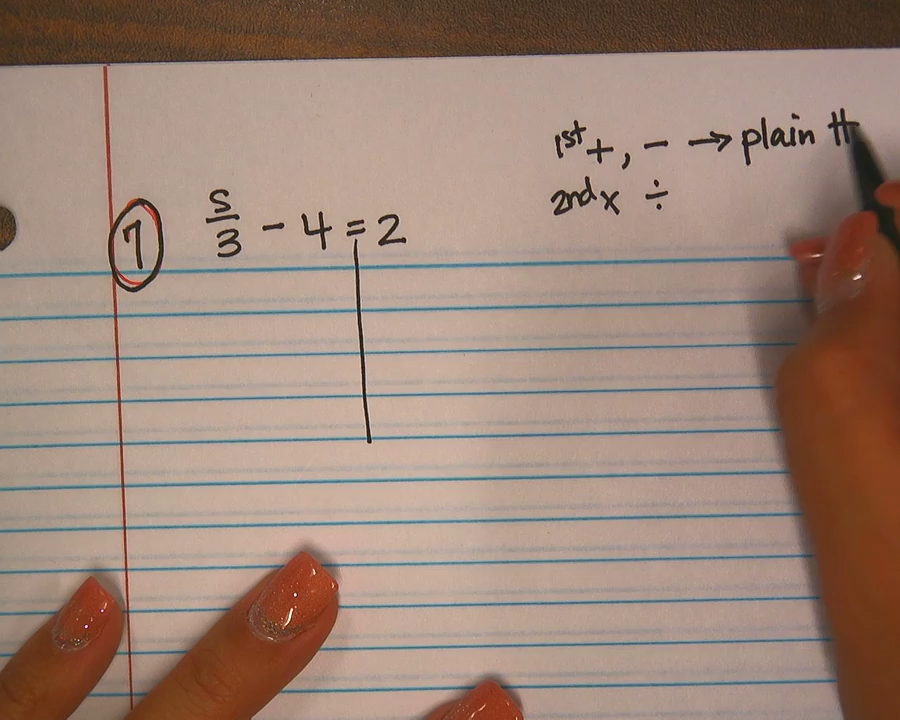 1st +, - → plain #
2nd x ÷
7 s/3 - 4 = 2